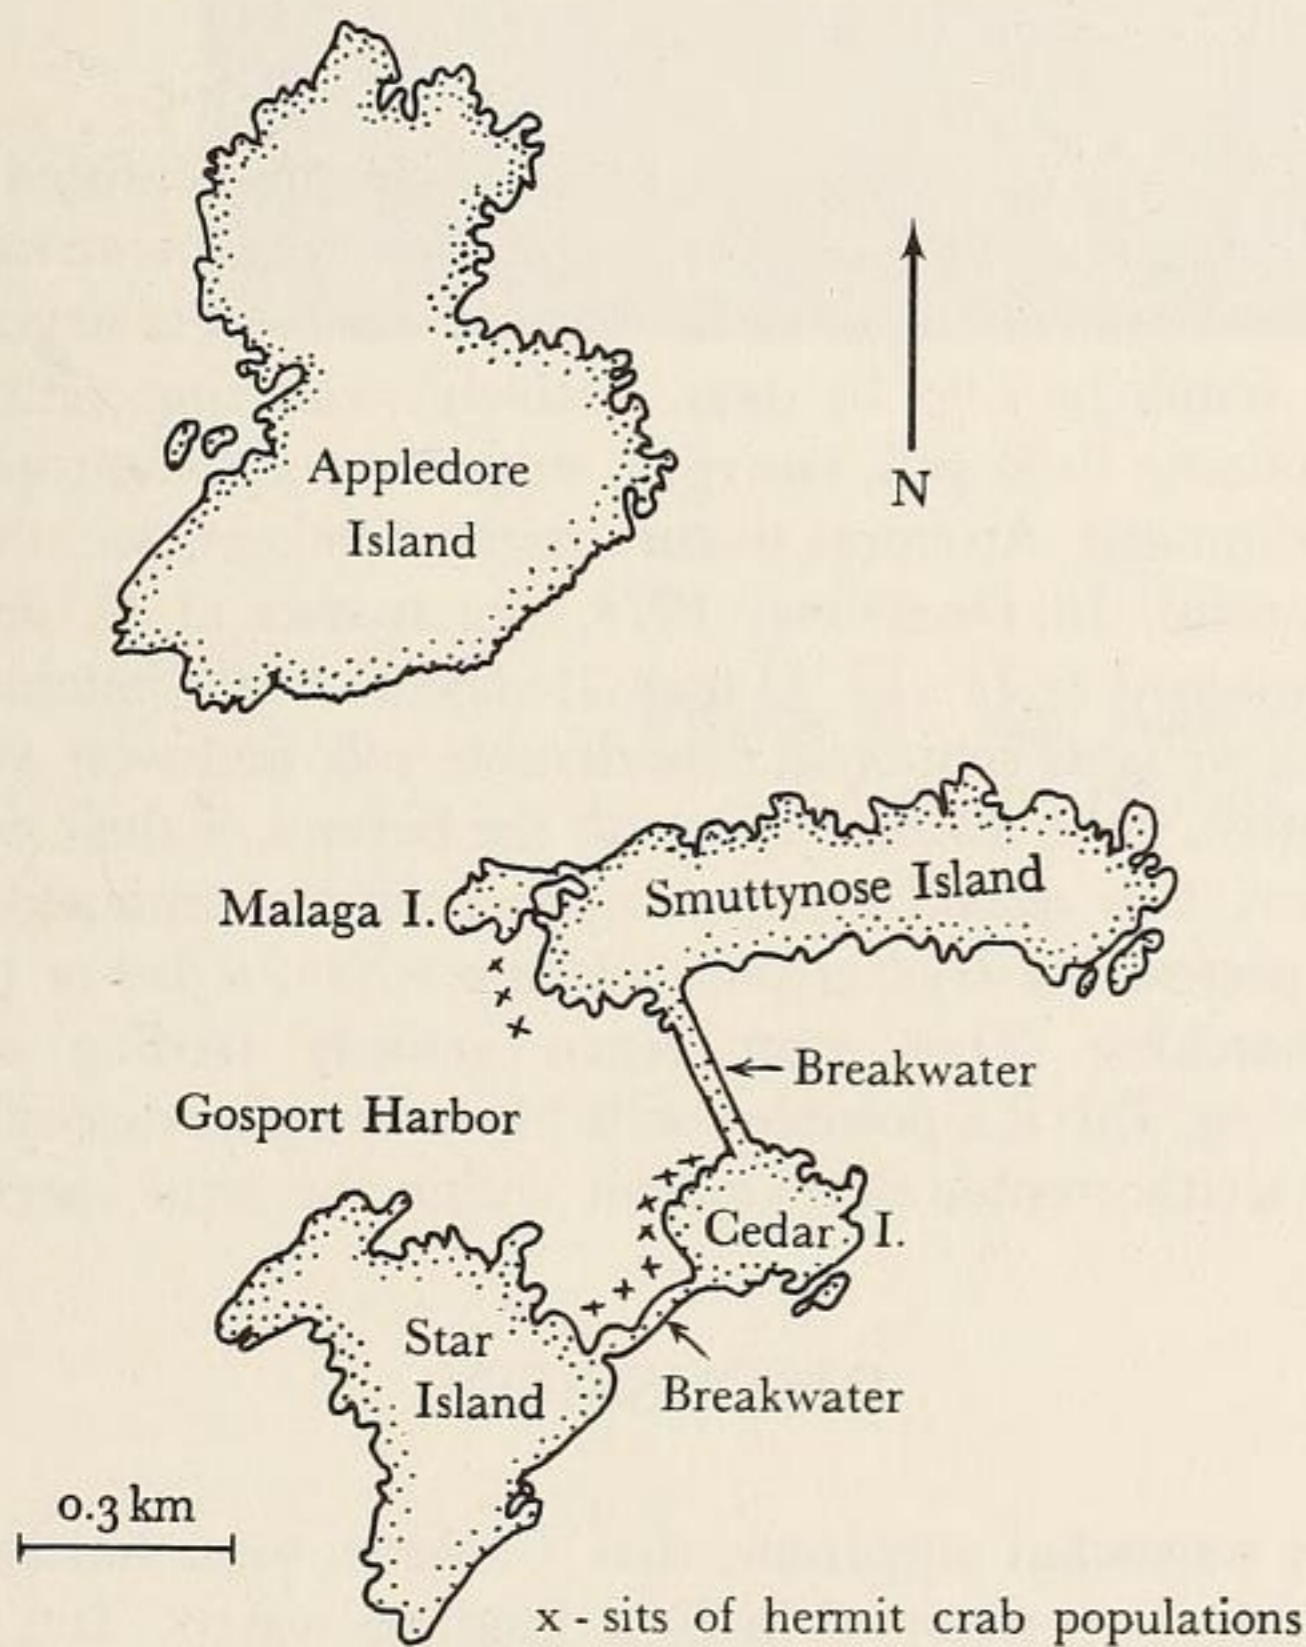 Appledore
Island
N
Smuttynose Island
Malaga I.
Breakwater
Gosport Harbor
Cedar I.
Star
Island
Breakwater
0.3 km
x - sits of hermit crab populations